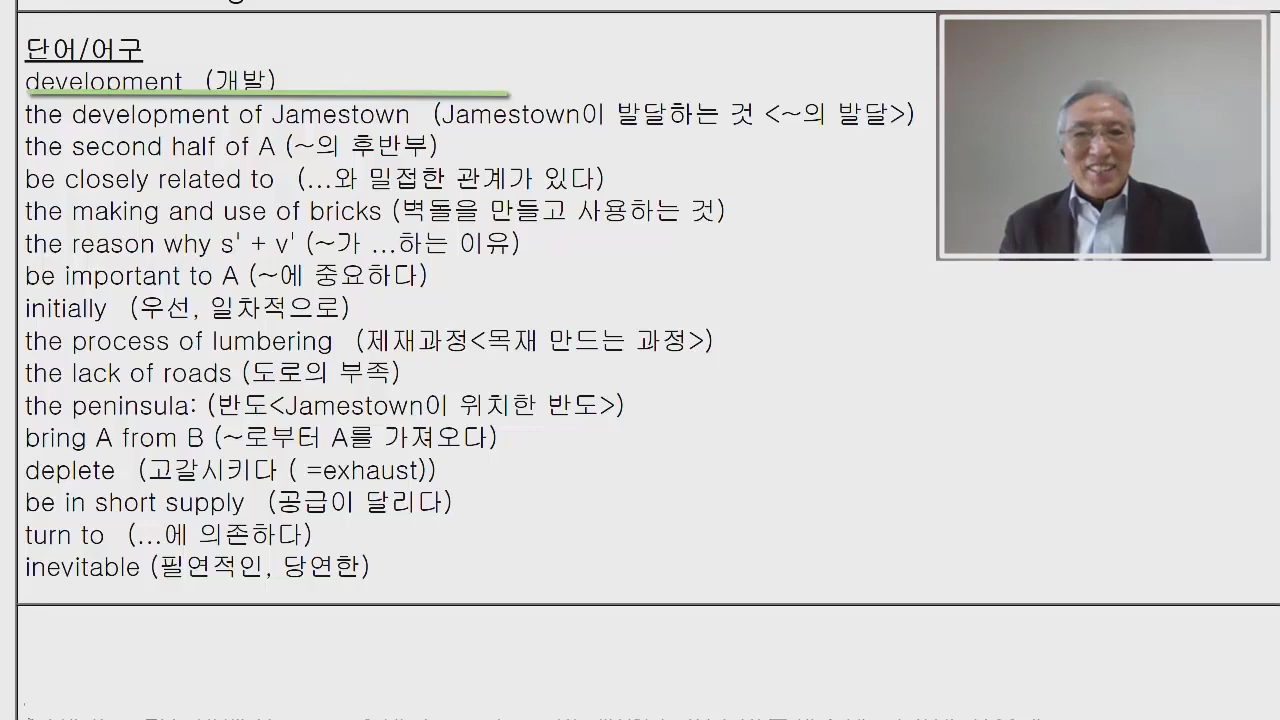 단어/어구
development (개발)
the development of Jamestown (Jamestown이 발달하는 것 <~의 발달>)
the second half of A (~의 후반부)
be closely related to (...와 밀접한 관계가 있다)
the making and use of bricks (벽돌을 만들고 사용하는 것)
the reason why s' + v' (~가 ...하는 이유)
be important to A (~에 중요하다)
initially (우선, 일차적으로)
the process of lumbering (제재과정<목재 만드는 과정>)
the lack of roads (도로의 부족)
the peninsula: (반도<Jamestown이 위치한 반도>)
bring A from B (~로부터 A를 가져오다)
deplete (고갈시키다 ( =exhaust))
be in short supply (공급이 달리다)
turn to (...에 의존하다)
inevitable (필연적인, 당연한)